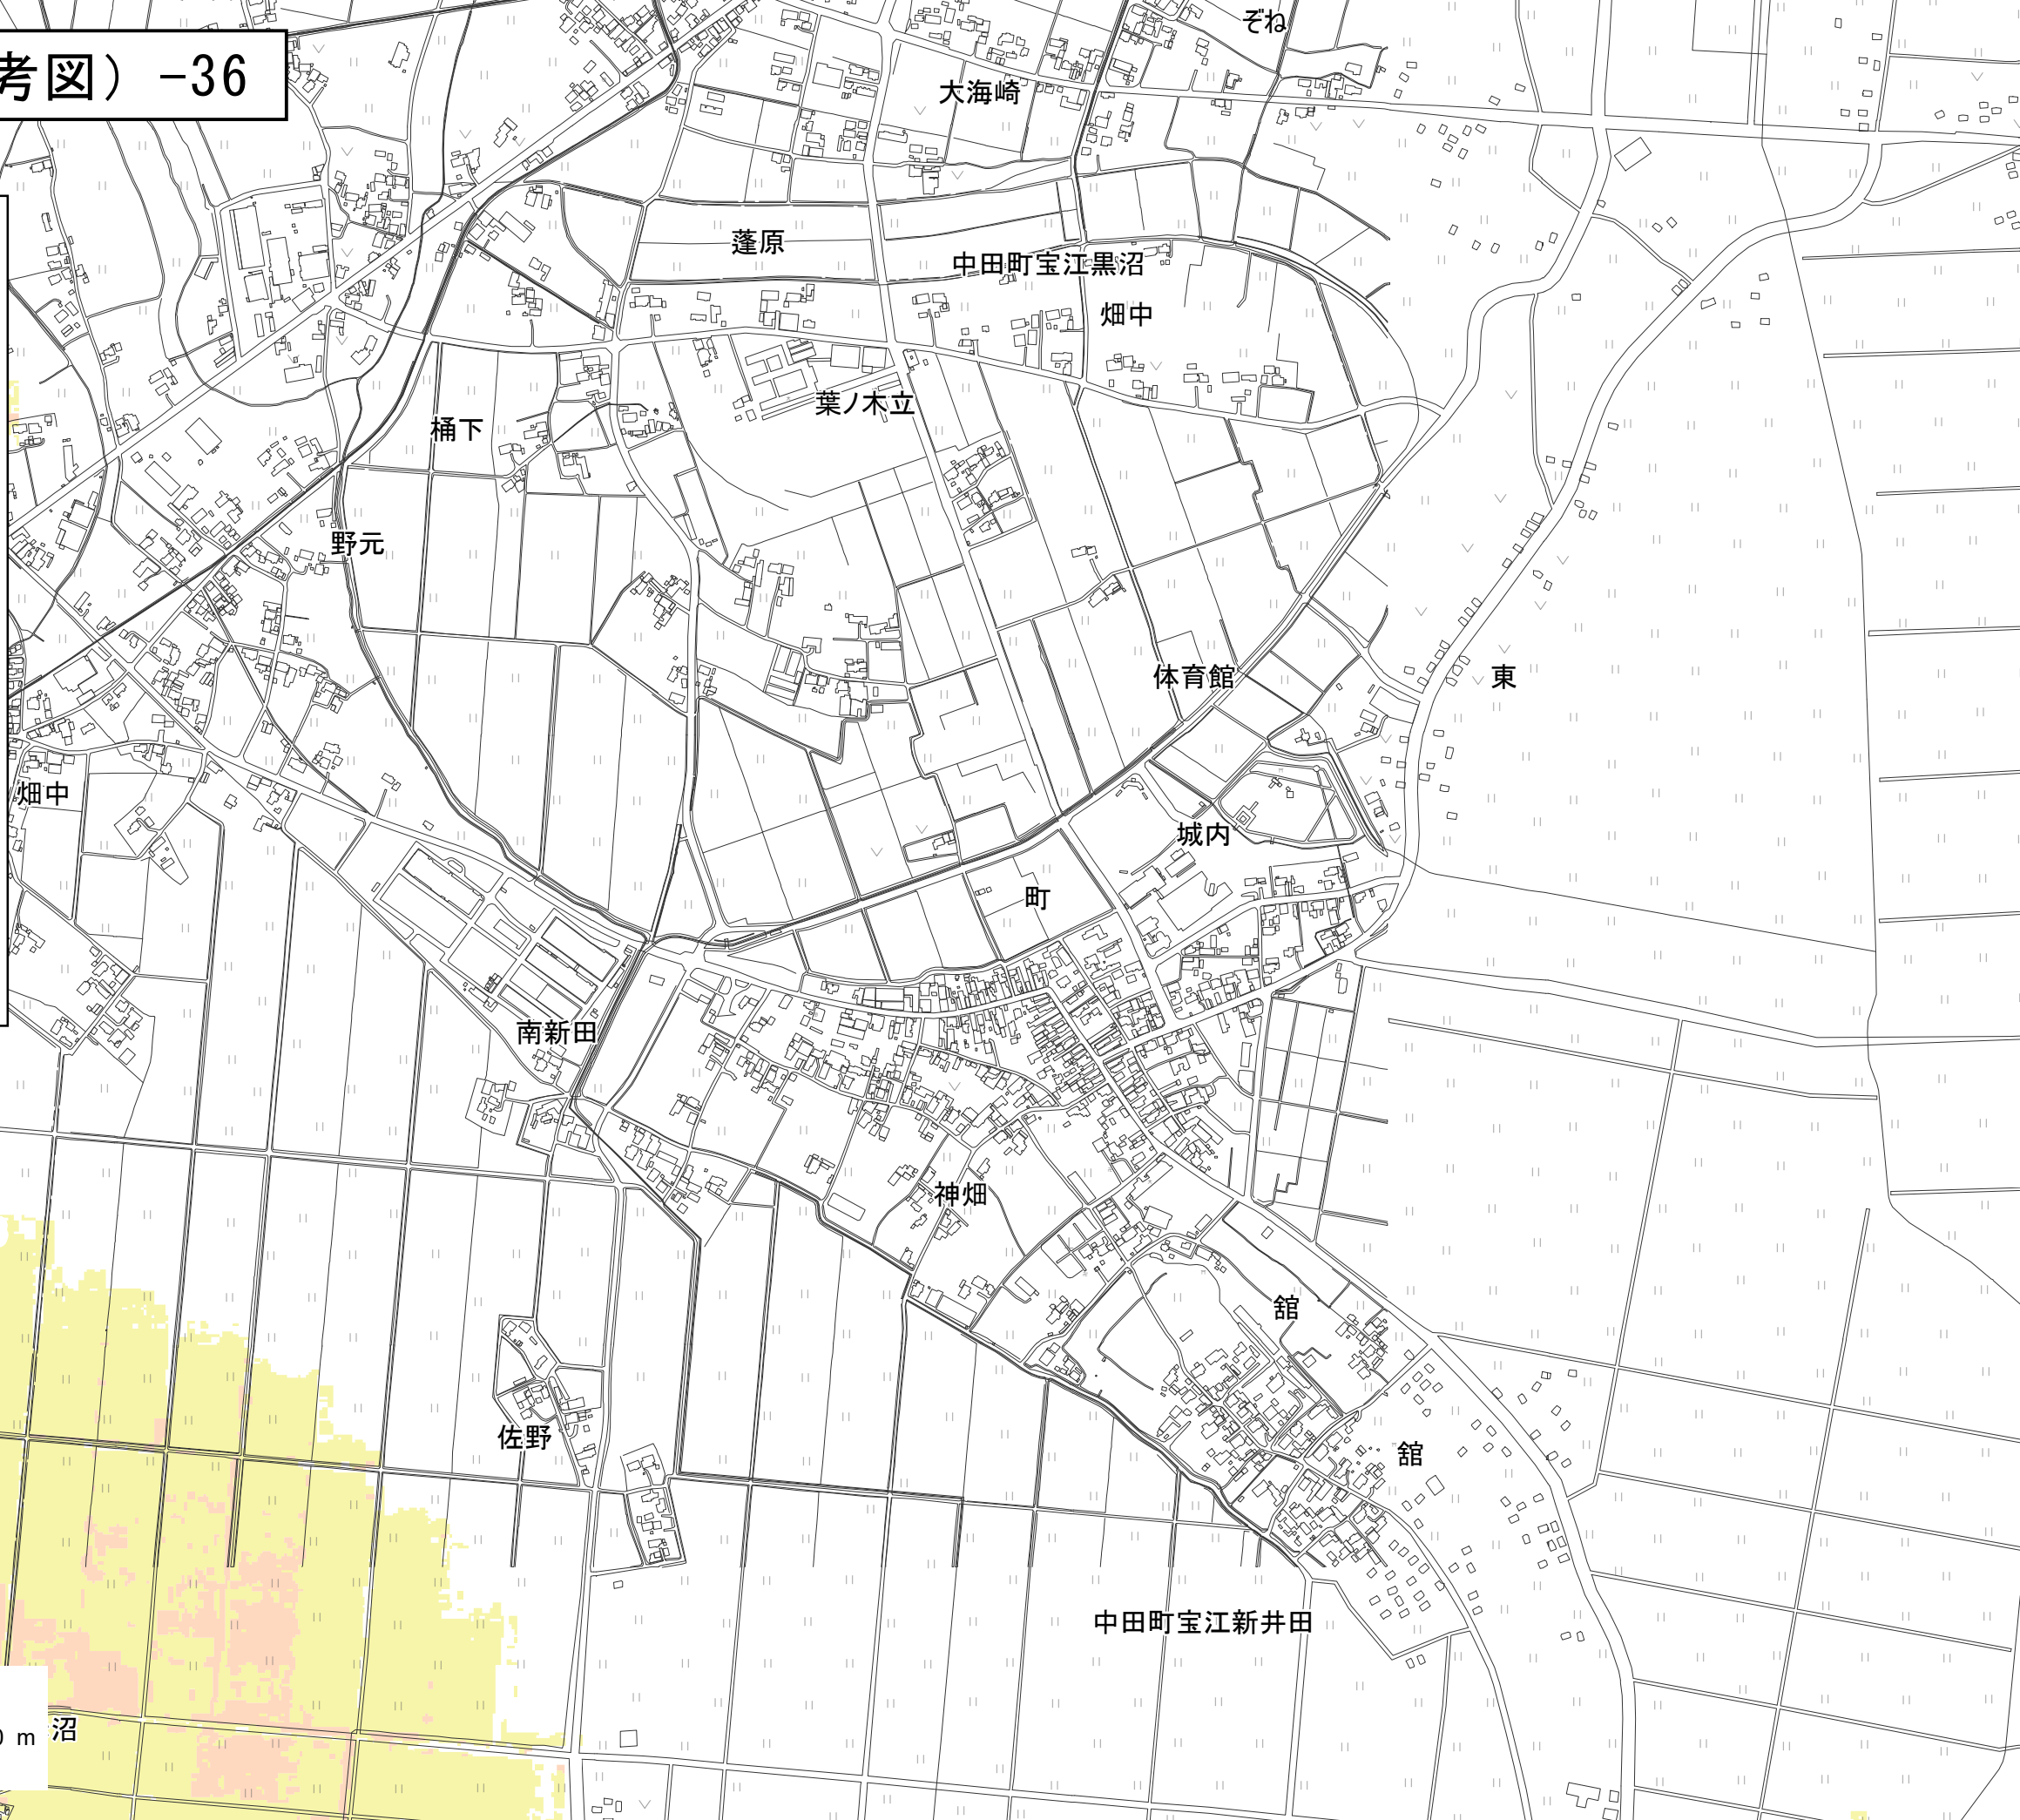 ぞね
考図）-36
大海崎
蓬原
中田町宝江黒沼
畑中
葉ノ木立
桶下
野元
体育館
東
畑中
城内
町
南新田
神畑
舘
佐野
舘
中田町宝江新井田
沼
m